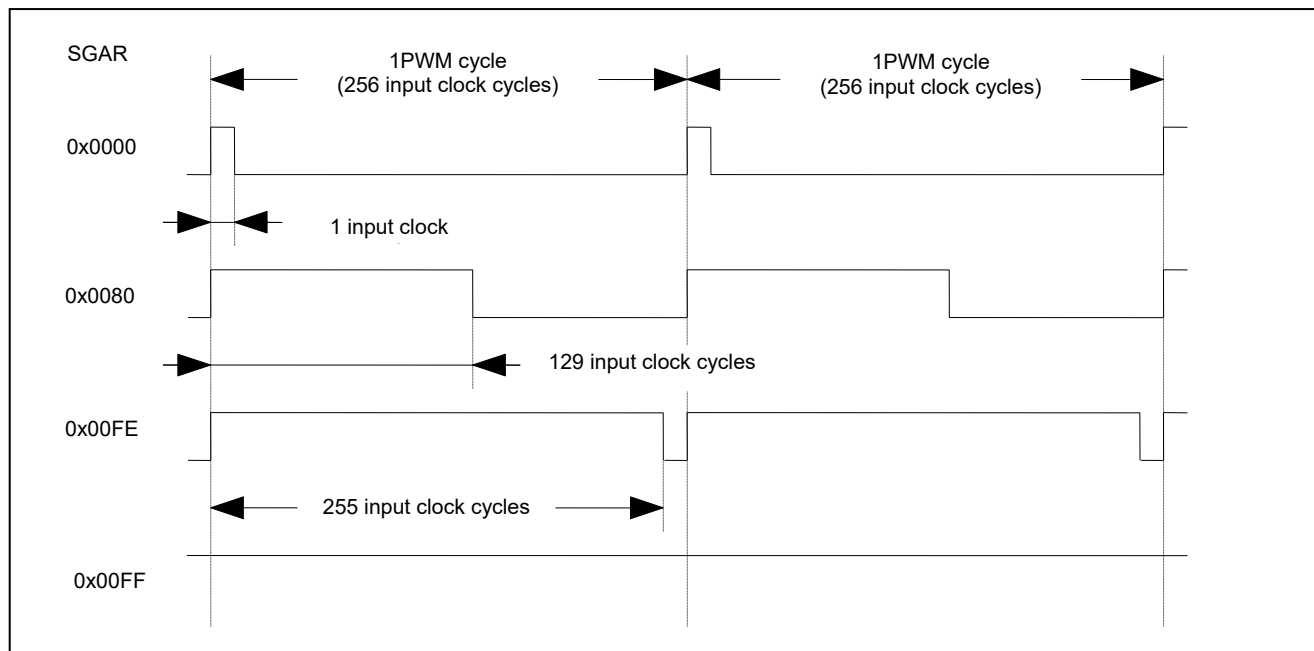 SGAR
1PWM cycle
(256 input clock cycles)
1PWM cycle
(256 input clock cycles)
0x0000
1 input clock
0x0080
129 input clock cycles
0x00FE
255 input clock cycles
0x00FF